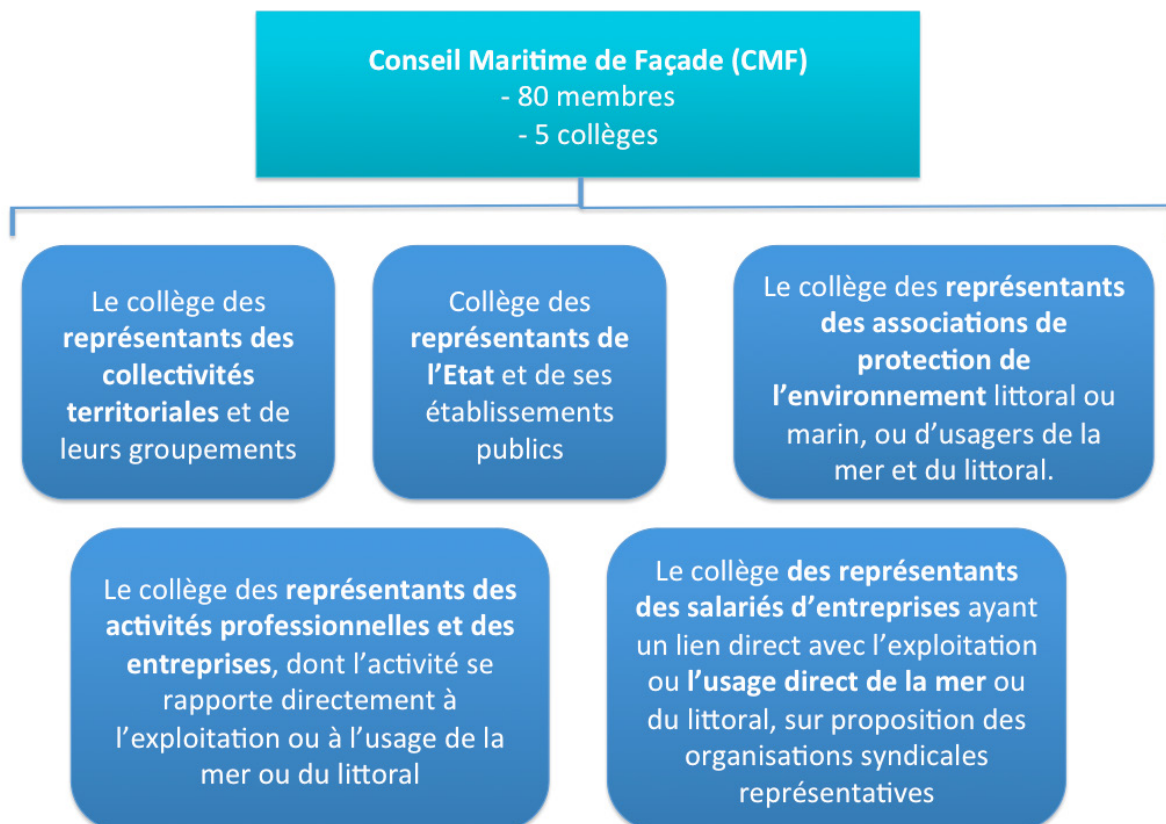 Conseil Maritime de Façade (CMF)
- 80 membres
- 5 collèges
Le collège des
représentants des
collectivités
territoriales et de
leurs groupements
Collège des
représentants de
l’Etat et de ses
établissements
publics
Le collège des représentants
des associations de
protection de
l’environnement littoral ou
marin, ou d’usagers de la
mer et du littoral.
Le collège des représentants des
activités professionnelles et des
entreprises, dont l’activité se
rapporte directement à
l’exploitation ou à l’usage de la
mer ou du littoral
Le collège des représentants
des salariés d’entreprises ayant
un lien direct avec l’exploitation
ou l’usage direct de la mer ou
du littoral, sur proposition des
organisations syndicales
représentatives